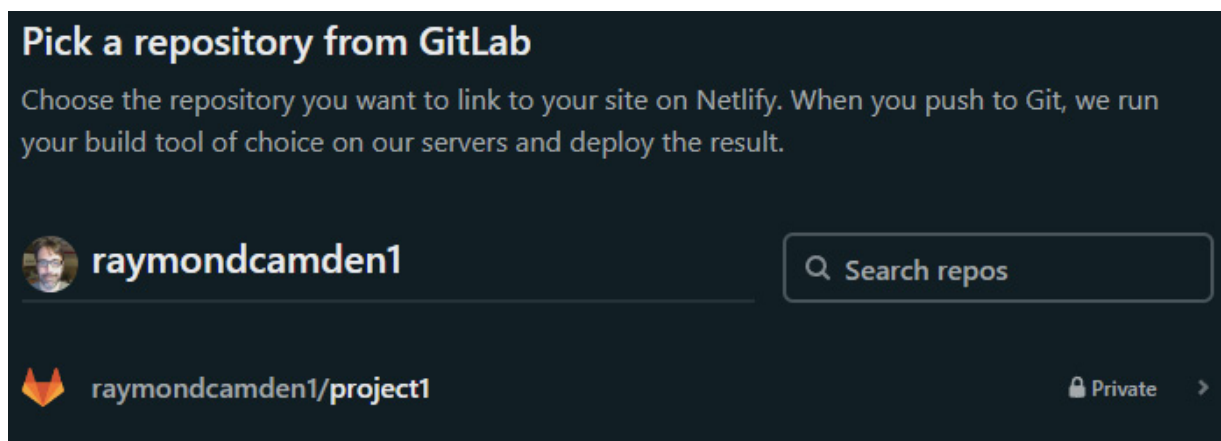 Pick a repository from GitLab
Choose the repository you want to link to your site on Netlify. When you push to Git, we run
your build tool of choice on our servers and deploy the result.
raymondcamden1
Search repos
raymondcamden1/project1
Private